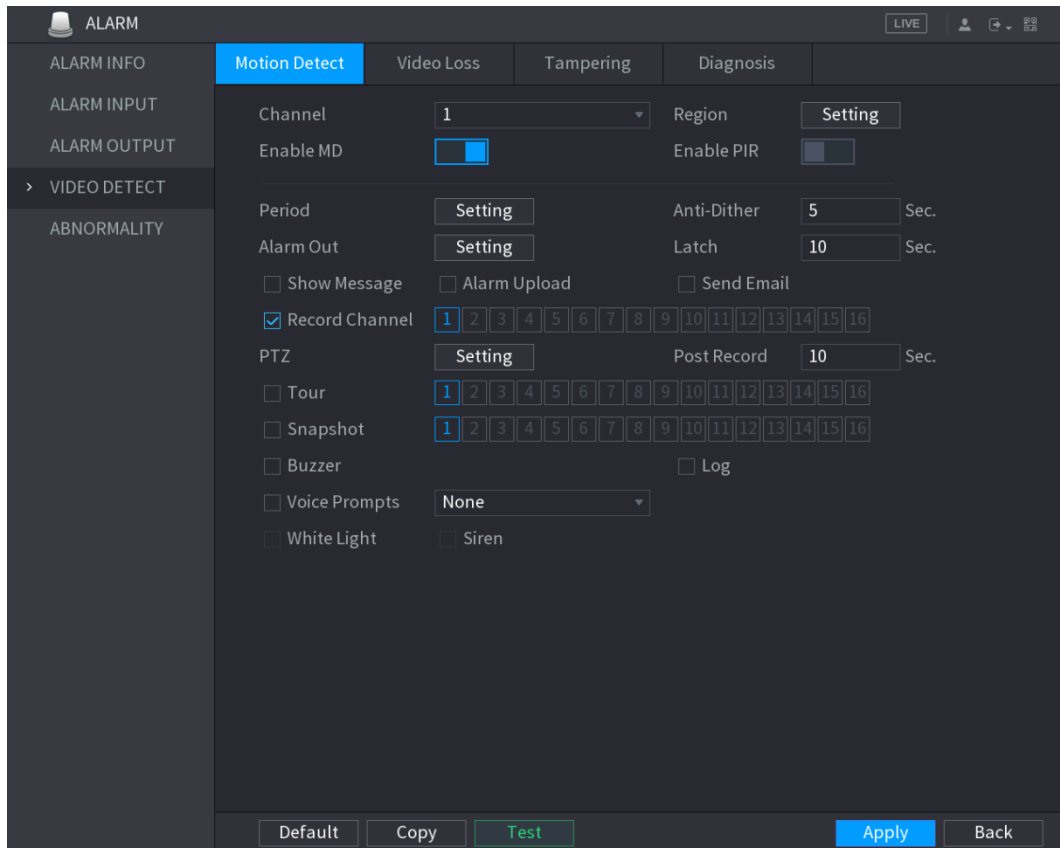 ALARM LIVE
ALARM INFO
ALARM INPUT
ALARM OUTPUT
> VIDEO DETECT
ABNORMALITY
Motion Detect Video Loss Tampering Diagnosis
Channel 1 Region Setting
Enable MD Enable PIR
Period Setting Anti-Dither 5 Sec.
Alarm Out Setting Latch 10 Sec.
Show Message Alarm Upload Send Email
Record Channel 1 2 3 4 5 6 7 8 9 10 11 12 13 14 15 16
PTZ Setting Post Record 10 Sec.
Tour 1 2 3 4 5 6 7 8 9 10 11 12 13 14 15 16
Snapshot 1 2 3 4 5 6 7 8 9 10 11 12 13 14 15 16
Buzzer Log
Voice Prompts None
White Light Siren
Default Copy Test Apply Back